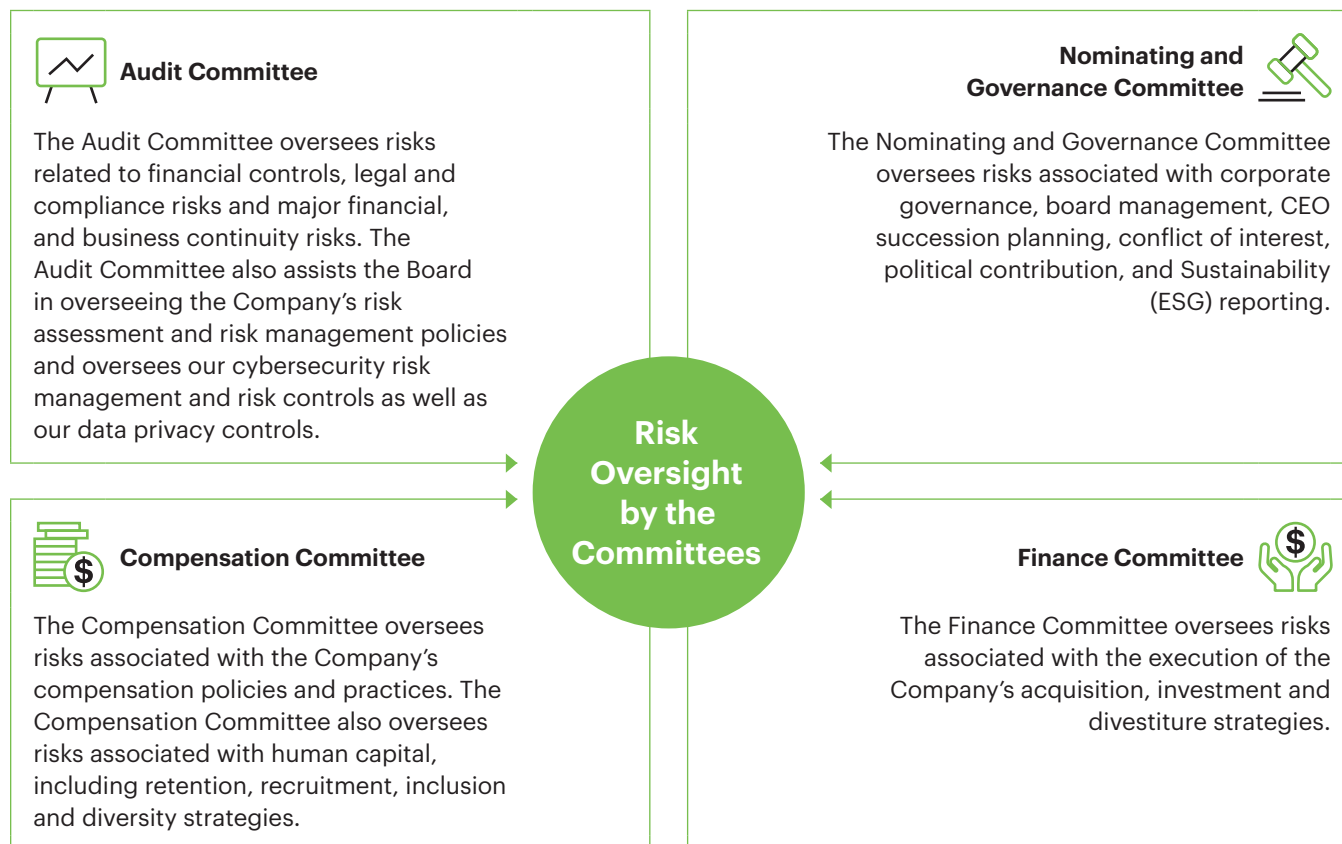 Audit Committee
The Audit Committee oversees risks
related to financial controls, legal and
compliance risks and major financial,
and business continuity risks. The
Audit Committee also assists the Board
in overseeing the Company’s risk
assessment and risk management policies
and oversees our cybersecurity risk
management and risk controls as well as
our data privacy controls.
Nominating and
Governance Committee
The Nominating and Governance Committee
oversees risks associated with corporate
governance, board management, CEO
succession planning, conflict of interest,
political contribution, and Sustainability
(ESG) reporting.
Risk
Oversight
by the
Committees
$
Compensation Committee
The Compensation Committee oversees
risks associated with the Company’s
compensation policies and practices. The
Compensation Committee also oversees
risks associated with human capital,
including retention, recruitment, inclusion
and diversity strategies.
Finance Committee
$
The Finance Committee oversees risks
associated with the execution of the
Company’s acquisition, investment and
divestiture strategies.